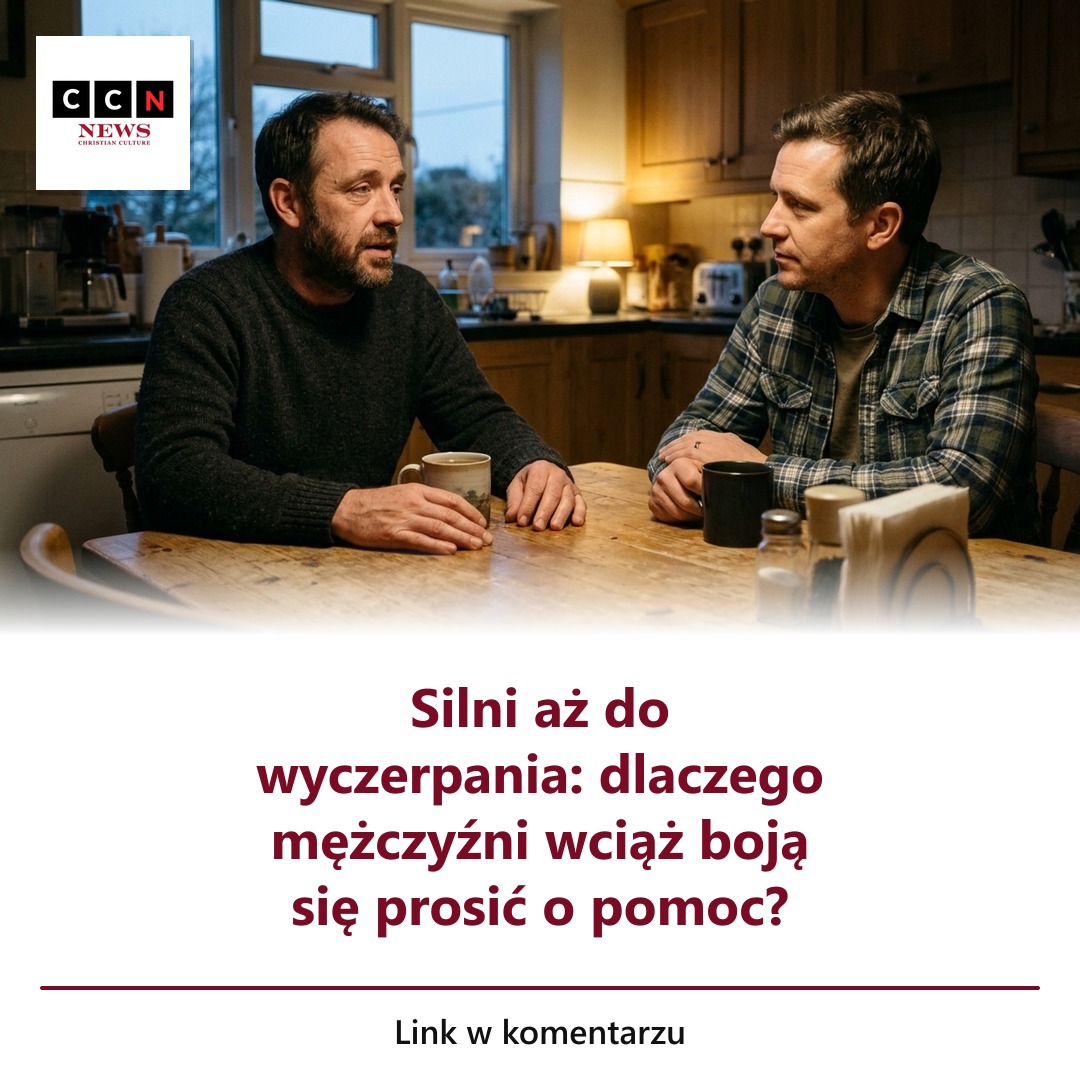 CCN
NEWS
CHRISTIAN CULTURE
Silni aż do
wyczerpania: dlaczego
mężczyźni wciąż boją
się prosić o pomoc?
Link w komentarzu